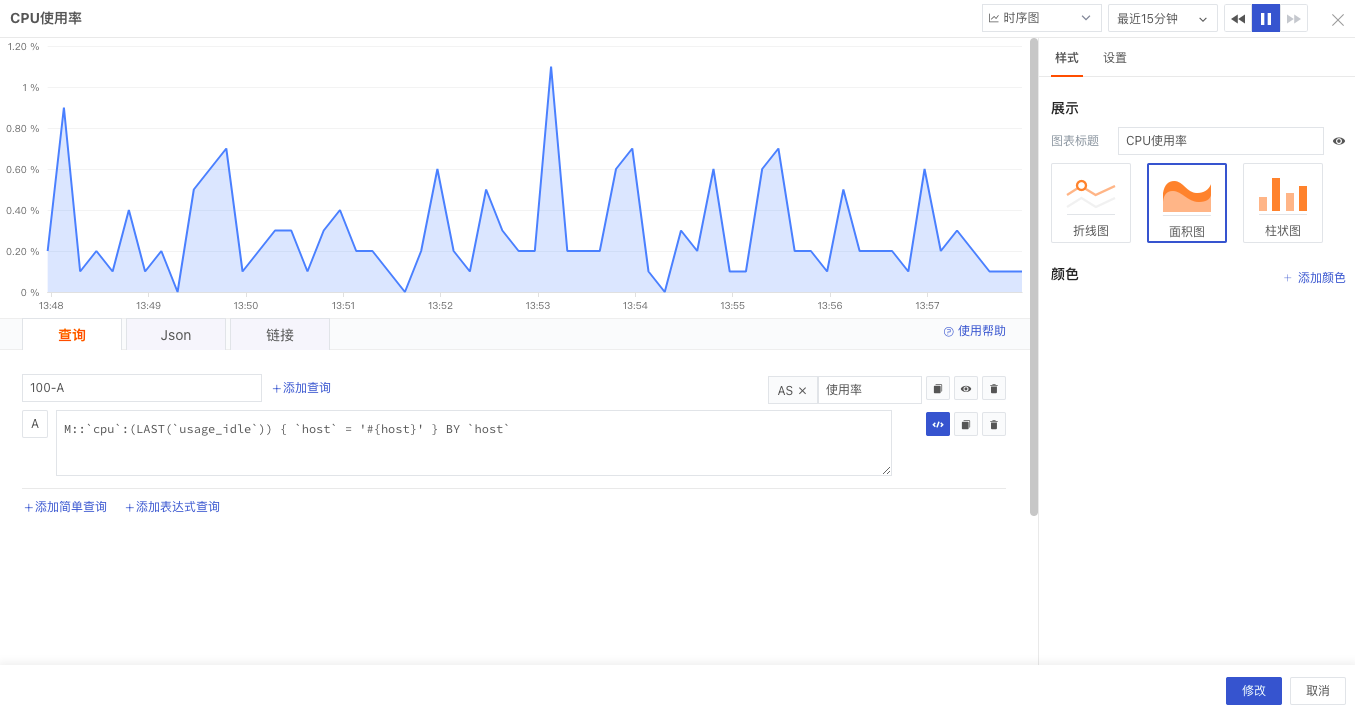 CPU使用率
时序图
最近15分钟
样式
设置
展示
图表标题
CPU使用率
折线图
面积图
柱状图
颜色
+ 添加颜色
1.20 %
1 %
0.80 %
0.60 %
0.40 %
0.20 %
0 %
13:48
13:49
13:50
13:51
13:52
13:53
13:54
13:55
13:56
13:57
查询
Json
链接
使用帮助
100-A
+添加查询
AS ×
使用率
A
M::`cpu`:(LAST(`usage_idle`)) { `host` = '#{host}' } BY `host`
+添加简单查询
+添加表达式查询
修改
取消